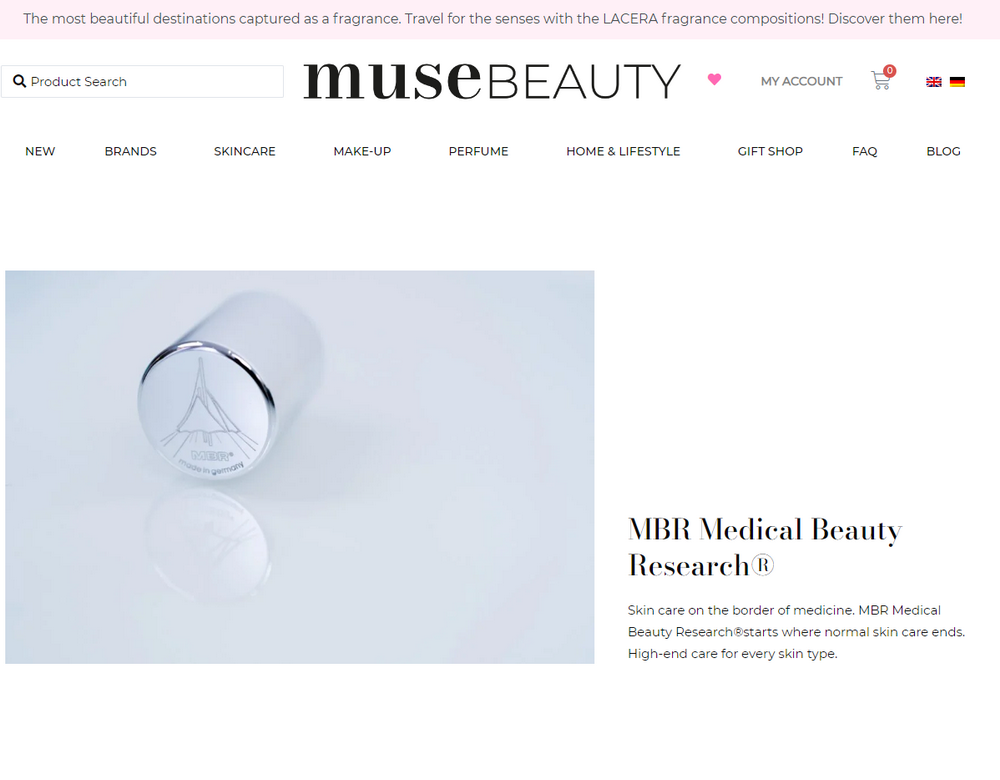 The most beautiful destinations captured as a fragrance. Travel for the senses with the LACERA fragrance compositions! Discover them here!
Product Search
museBEAUTY
MY ACCOUNT
0
NEW
BRANDS
SKINCARE
MAKE-UP
PERFUME
HOME & LIFESTYLE
GIFT SHOP
FAQ
BLOG
MBR®
made in germany
MBR Medical Beauty
Research®
Skin care on the border of medicine. MBR Medical
Beauty Research®starts where normal skin care ends.
High-end care for every skin type.